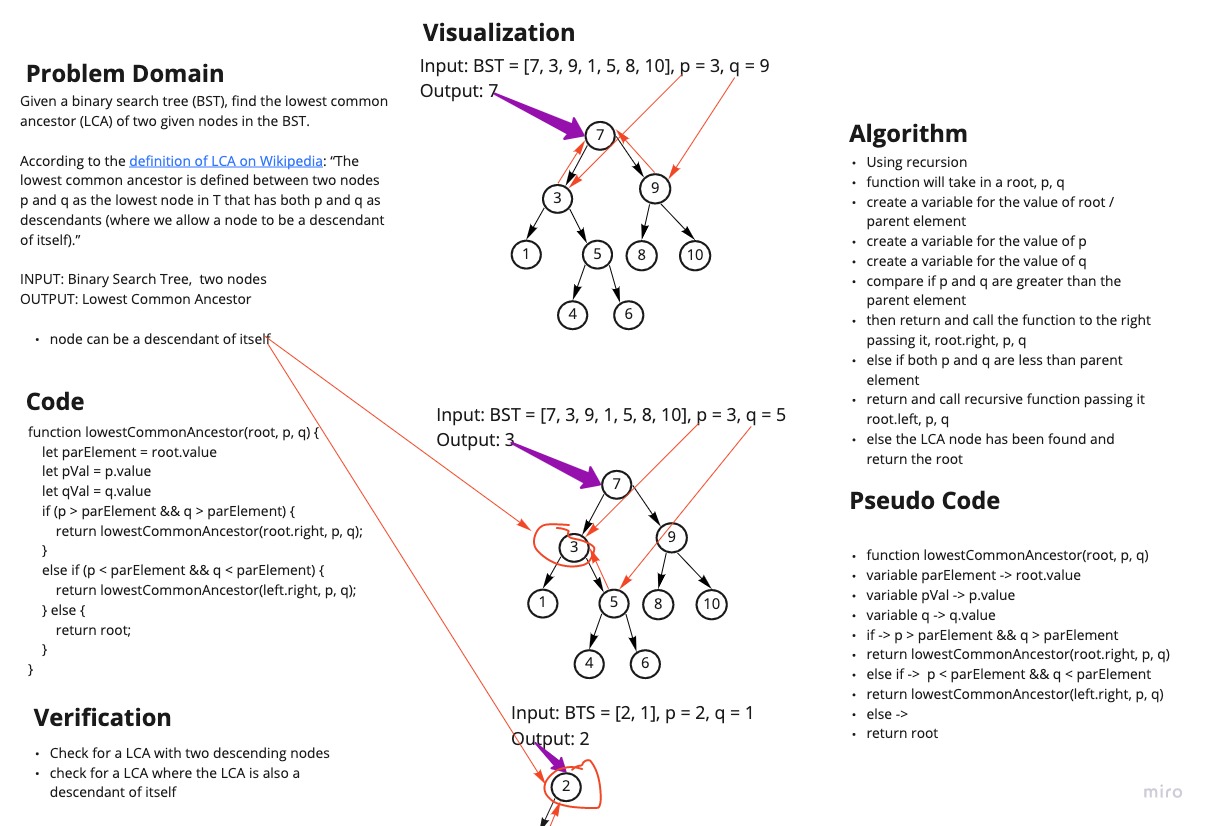 Visualization
Input: BST = [7, 3, 9, 1, 5, 8, 10], p = 3, q = 9
Output: 7
7
3
9
1
5
8
10
4
6
Input: BST = [7, 3, 9, 1, 5, 8, 10], p = 3, q = 5
Output: 3
7
3
9
1
5
8
10
4
6
Input: BTS = [2, 1], p = 2, q = 1
Output: 2
2
Problem Domain
Given a binary search tree (BST), find the lowest common
ancestor (LCA) of two given nodes in the BST.
According to the definition of LCA on Wikipedia: “The
lowest common ancestor is defined between two nodes
p and q as the lowest node in T that has both p and q as
descendants (where we allow a node to be a descendant
of itself).”
INPUT: Binary Search Tree,  two nodes
OUTPUT: Lowest Common Ancestor
• node can be a descendant of itself
Code
function lowestCommonAncestor(root, p, q) {
    let parElement = root.value
    let pVal = p.value
    let qVal = q.value
    if (p > parElement && q > parElement) {
        return lowestCommonAncestor(root.right, p, q);
    }
    else if (p < parElement && q < parElement) {
        return lowestCommonAncestor(left.right, p, q);
    } else {
        return root;
    }
}
Verification
• Check for a LCA with two descending nodes
• check for a LCA where the LCA is also a
descendant of itself
Algorithm
• Using recursion
• function will take in a root, p, q
• create a variable for the value of root /
parent element
• create a variable for the value of p
• create a variable for the value of q
• compare if p and q are greater than the
parent element
• then return and call the function to the right
passing it, root.right, p, q
• else if both p and q are less than parent
element
• return and call recursive function passing it
root.left, p, q
• else the LCA node has been found and
return the root
Pseudo Code
• function lowestCommonAncestor(root, p, q)
• variable parElement -> root.value
• variable pVal -> p.value
• variable q -> q.value
• if -> p > parElement && q > parElement
• return lowestCommonAncestor(root.right, p, q)
• else if ->  p < parElement && q < parElement
• return lowestCommonAncestor(left.right, p, q)
• else ->
• return root
miro